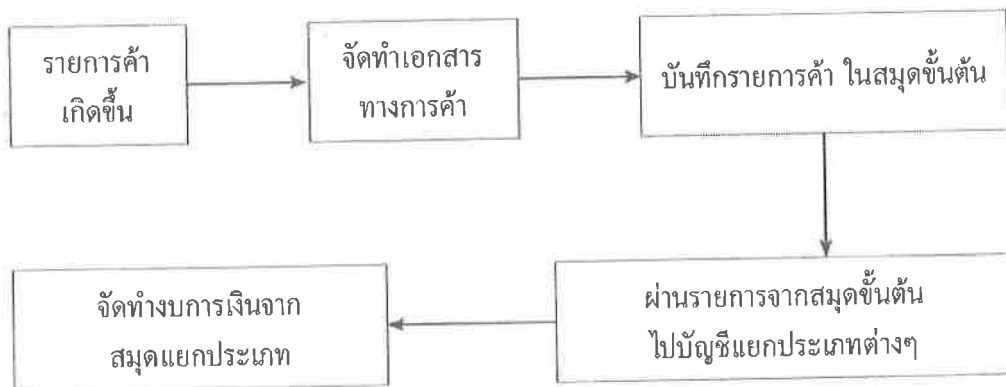 รายการค้า
เกิดขึ้น
จัดทำเอกสาร
ทางการค้า
บันทึกรายการค้า ในสมุดขั้นต้น
ผ่านรายการจากสมุดขั้นต้น
ไปบัญชีแยกประเภทต่างๆ
จัดทำงบการเงินจาก
สมุดแยกประเภท